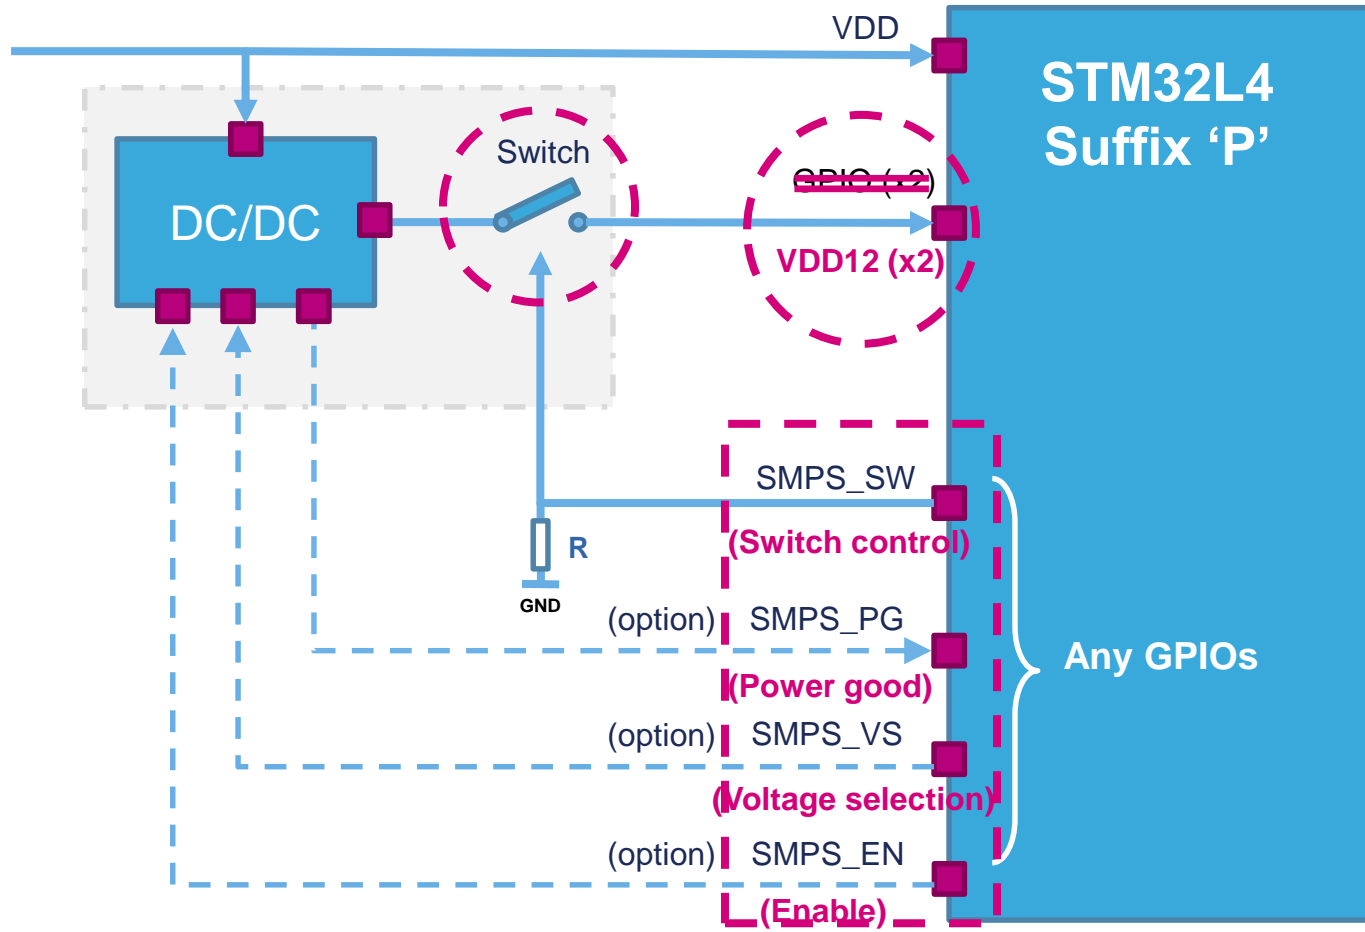 VDD
STM32L4
Suffix ‘P’
Switch
GPIO (x2)
DC/DC
VDD12 (x2)
SMPS_SW
(Switch control)
R
GND
(option) SMPS_PG
(Power good)
Any GPIOs
(option) SMPS_VS
(Voltage selection)
(option) SMPS_EN
(Enable)